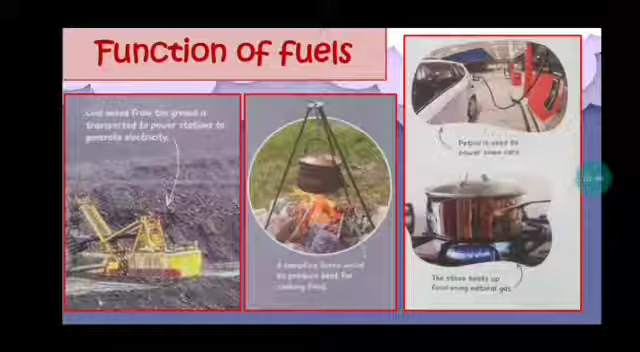 Function of fuels
Coal mined from the ground is
transported to power stations to
generate electricity.
A campfire burns wood
to produce heat for
cooking food.
Petrol is used to
power some cars.
The stove heats up
food using natural gas.